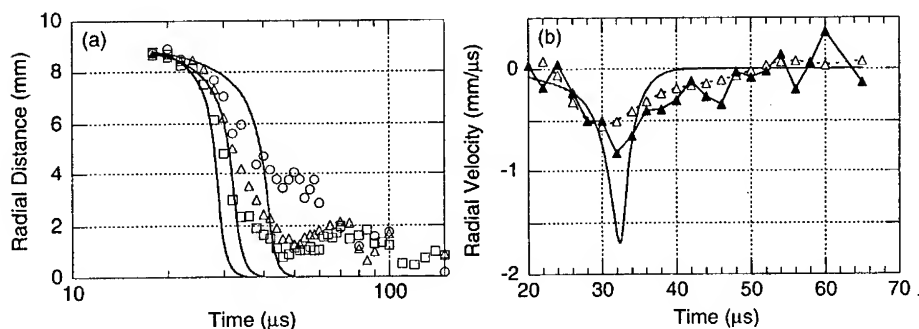 (a)
Radial Distance (mm)
10
8
6
4
2
0
10
100
Time (µs)
(b)
Radial Velocity (mm/µs)
0
-1
-2
20 30 40 50 60 70
Time (µs)